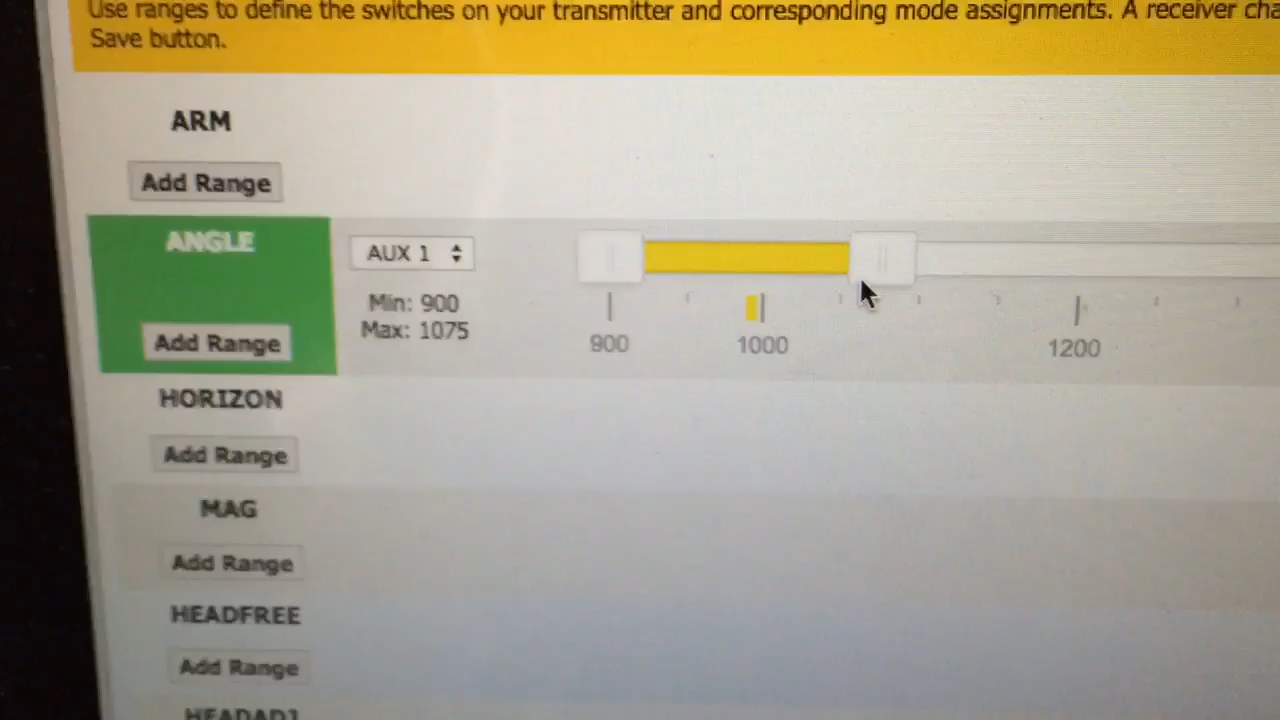 Use ranges to define the switches on your transmitter and corresponding mode assignments. A receiver
Save button.
ARM
Add Range
ANGLE
AUX 1
Min: 900
Max: 1075
Add Range
900
1000
1200
HORIZON
Add Range
MAG
Add Range
HEADFREE
Add Range